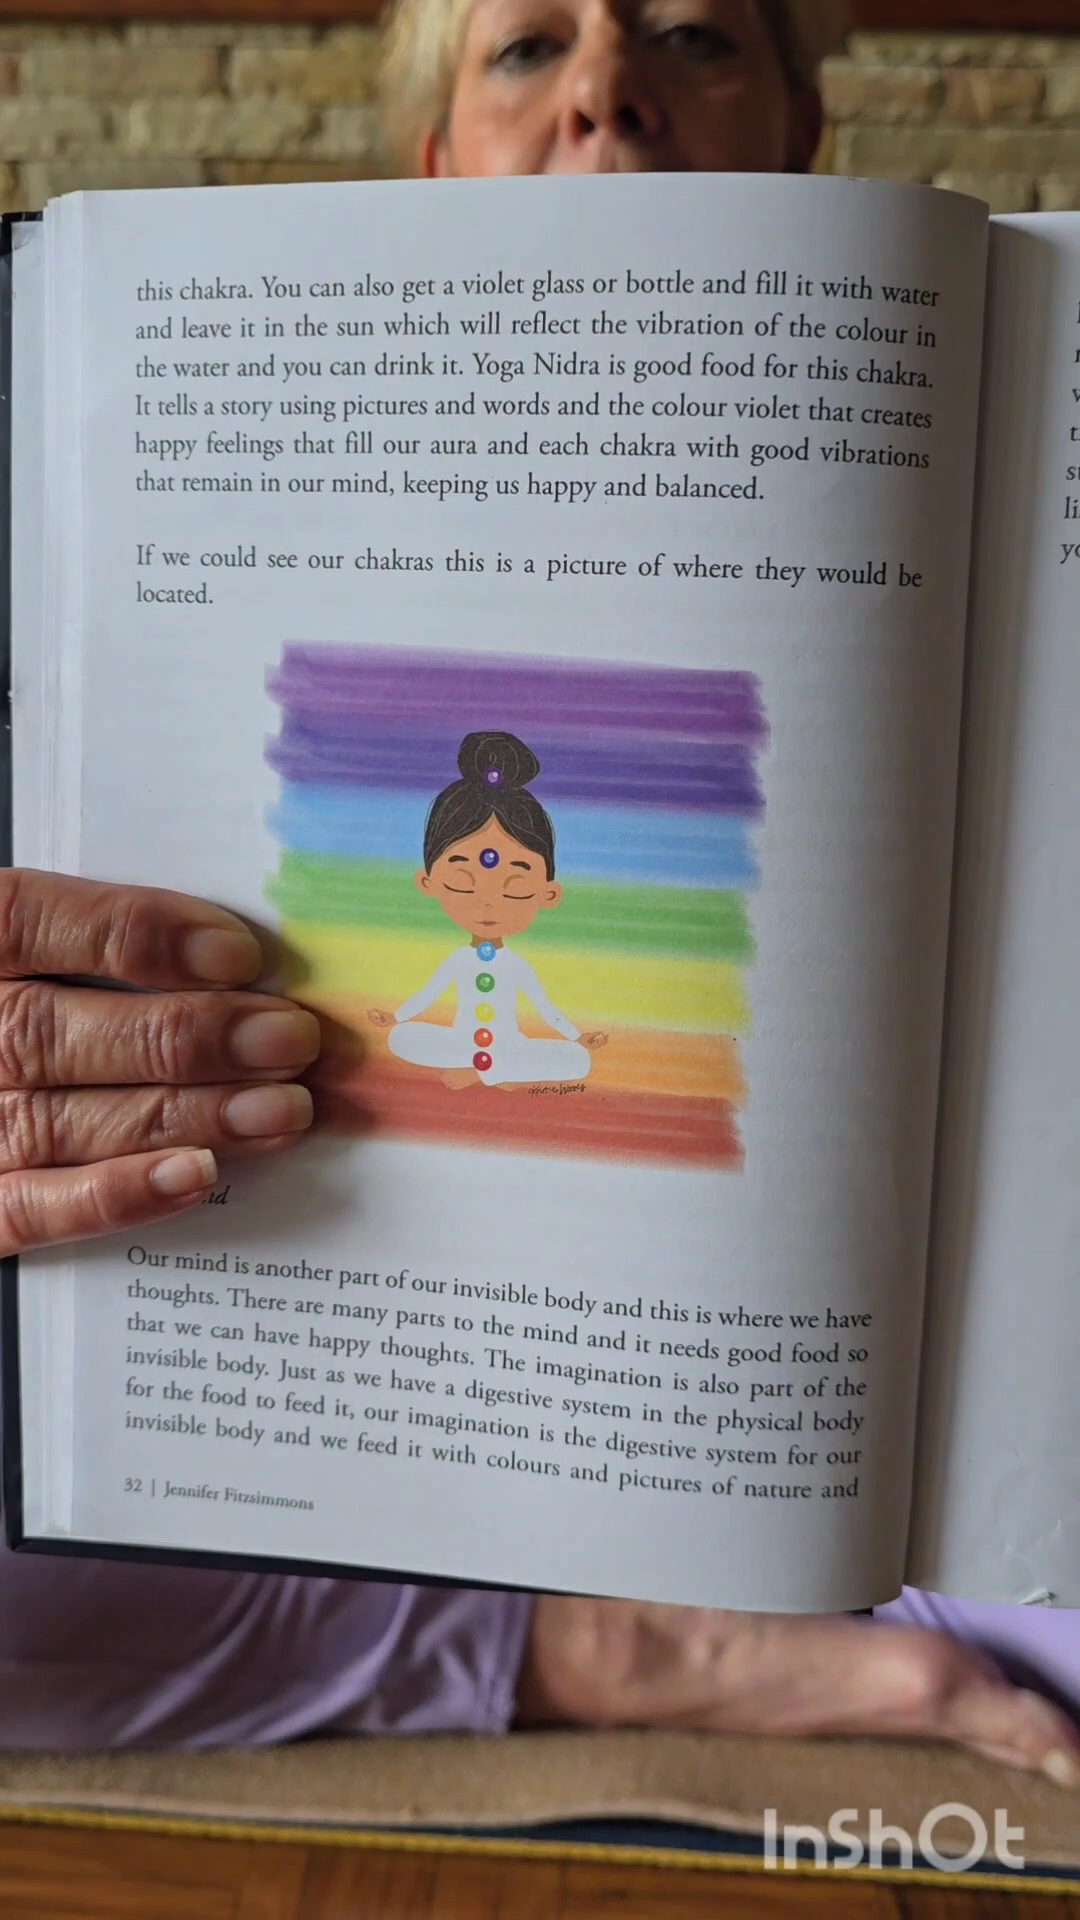 this chakra. You can also get a violet glass or bottle and fill it with water
and leave it in the sun which will reflect the vibration of the colour in
the water and you can drink it. Yoga Nidra is good food for this chakra.
It tells a story using pictures and words and the colour violet that creates
happy feelings that fill our aura and each chakra with good vibrations
that remain in our mind, keeping us happy and balanced.
If we could see our chakras this is a picture of where they would be
located.
Our mind is another part of our invisible body and this is where we have
thoughts. There are many parts to the mind and it needs good food so
that we can have happy thoughts. The imagination is also part of the
invisible body. Just as we have a digestive system in the physical body
for the food to feed it, our imagination is the digestive system for our
invisible body and we feed it with colours and pictures of nature and
32 | Jennifer Fitzsimmons
InShOt